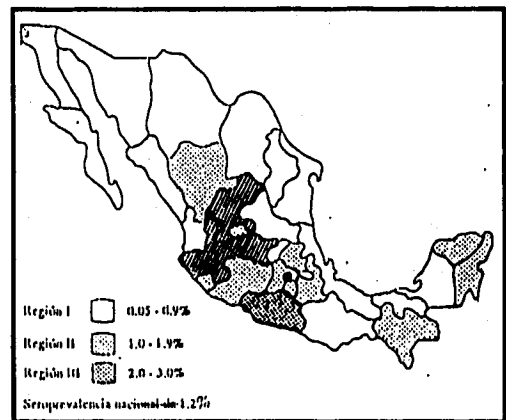 Región I 0.05 - 0.9%
Región II 1.0 - 1.9%
Región III 2.0 - 3.0%
Seroprevalencia nacional de 1.2%